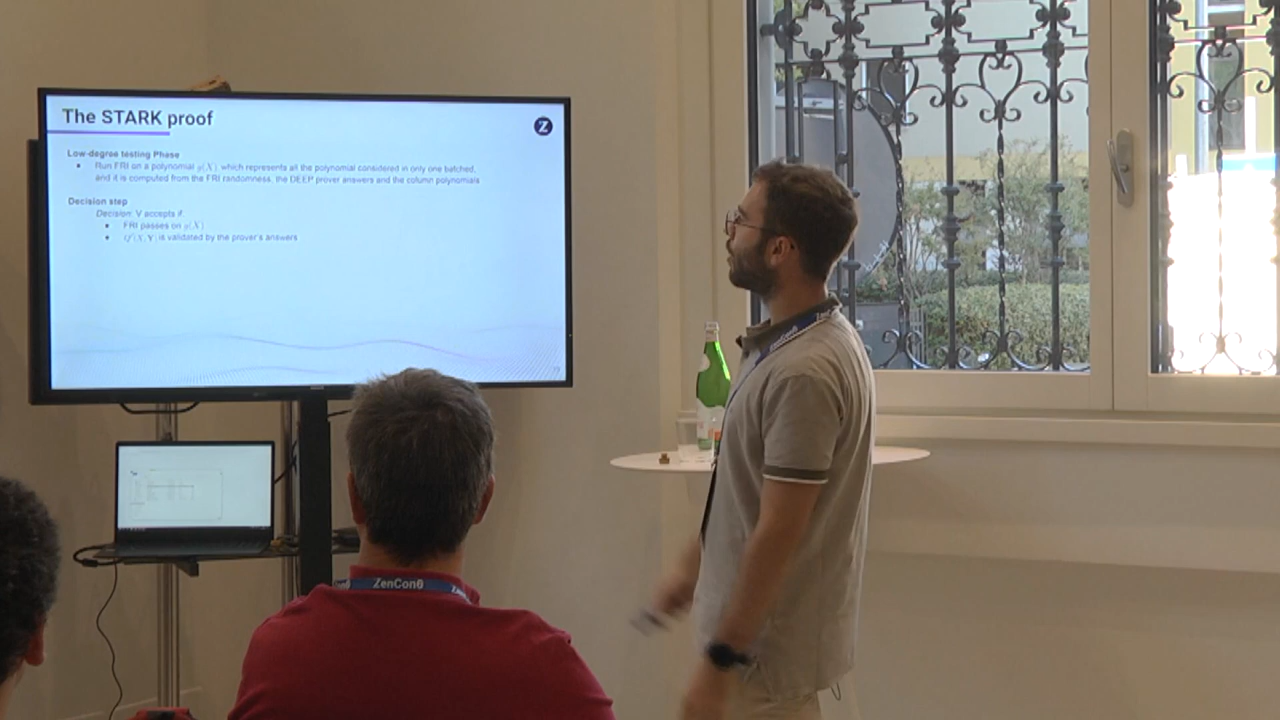 The STARK proof
Z
Low-degree testing Phase
• Run FRI on a polynomial g(X), which represents all the polynomial considered in only one batched,
and it is computed from the FRI randomness, the DEEP prover answers and the column polynomials
Decision step
Decision: V accepts if
• FRI passes on g(X)
• is validated by the prover's answers
ZenCon6